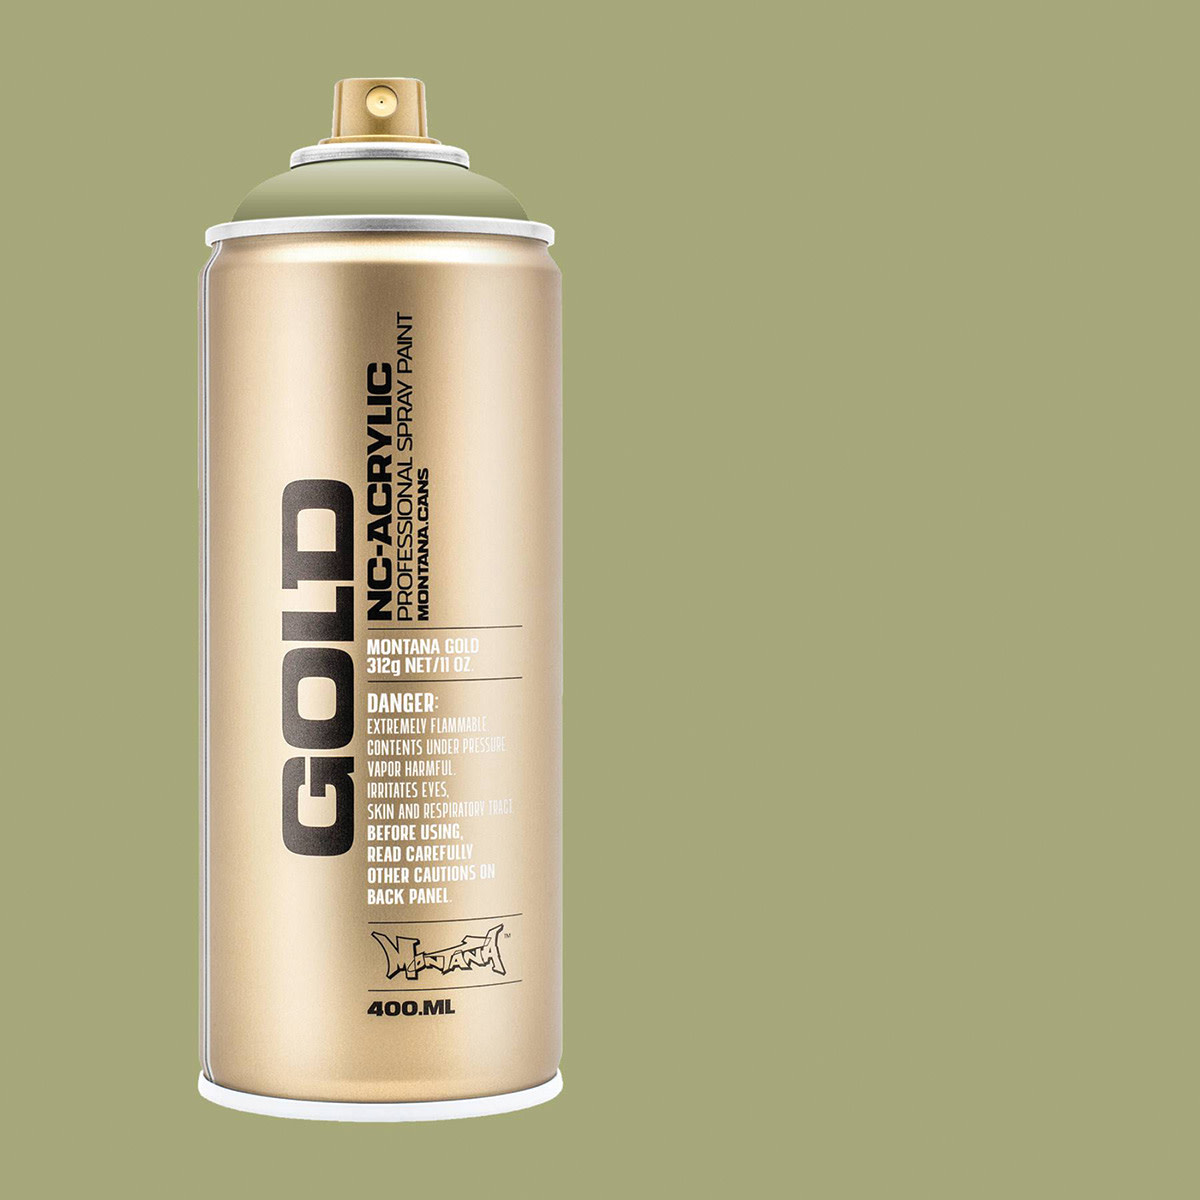 GOLD
NC-ACRYLIC
PROFESSIONAL SPRAY PAINT
MONTANA.CANS
MONTANA GOLD
312g NET/11 OZ.
DANGER:
EXTREMELY FLAMMABLE
CONTENTS UNDER PRESSURE
VAPOR HARMFUL.
IRRITATES EYES,
SKIN AND RESPIRATORY TRACT.
BEFORE USING,
READ CAREFULLY
OTHER CAUTIONS ON
BACK PANEL.
MONTANA™
400.ML